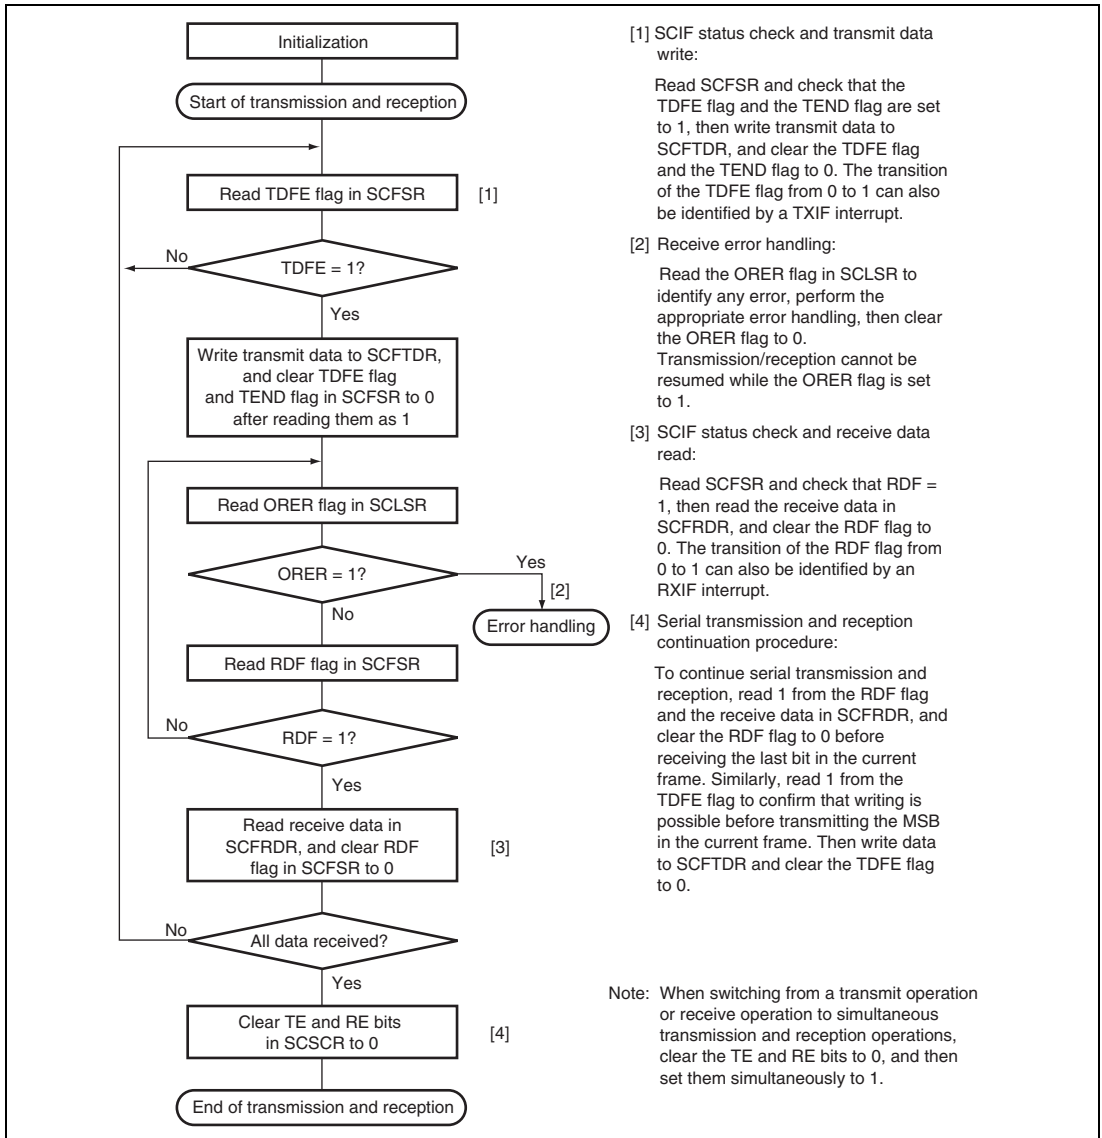 Initialization
Start of transmission and reception
Read TDFE flag in SCFSR
[1]
No
TDFE = 1?
Yes
Write transmit data to SCFTDR,
and clear TDFE flag
and TEND flag in SCFSR to 0
after reading them as 1
Read ORER flag in SCLSR
ORER = 1?
Yes
[2]
No
Error handling
Read RDF flag in SCFSR
No
RDF = 1?
Yes
Read receive data in
SCFRDR, and clear RDF
flag in SCFSR to 0
[3]
No
All data received?
Yes
Clear TE and RE bits
in SCSCR to 0
[4]
End of transmission and reception
[1] SCIF status check and transmit data
write:
Read SCFSR and check that the
TDFE flag and the TEND flag are set
to 1, then write transmit data to
SCFTDR, and clear the TDFE flag
and the TEND flag to 0. The transition
of the TDFE flag from 0 to 1 can also
be identified by a TXIF interrupt.
[2] Receive error handling:
Read the ORER flag in SCLSR to
identify any error, perform the
appropriate error handling, then clear
the ORER flag to 0.
Transmission/reception cannot be
resumed while the ORER flag is set
to 1.
[3] SCIF status check and receive data
read:
Read SCFSR and check that RDF =
1, then read the receive data in
SCFRDR, and clear the RDF flag to
0. The transition of the RDF flag from
0 to 1 can also be identified by an
RXIF interrupt.
[4] Serial transmission and reception
continuation procedure:
To continue serial transmission and
reception, read 1 from the RDF flag
and the receive data in SCFRDR, and
clear the RDF flag to 0 before
receiving the last bit in the current
frame. Similarly, read 1 from the
TDFE flag to confirm that writing is
possible before transmitting the MSB
in the current frame. Then write data
to SCFTDR and clear the TDFE flag
to 0.
Note: When switching from a transmit operation
or receive operation to simultaneous
transmission and reception operations,
clear the TE and RE bits to 0, and then
set them simultaneously to 1.